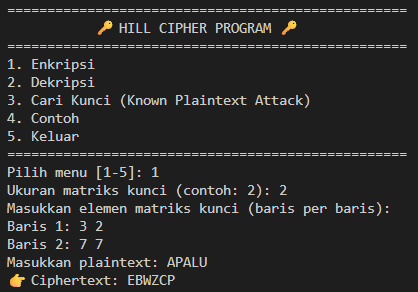 ==================================================
🔑 HILL CIPHER PROGRAM 🔑
==================================================
1. Enkripsi
2. Dekripsi
3. Cari Kunci (Known Plaintext Attack)
4. Contoh
5. Keluar
==================================================
Pilih menu [1-5]: 1
Ukuran matriks kunci (contoh: 2): 2
Masukkan elemen matriks kunci (baris per baris):
Baris 1: 3 2
Baris 2: 7 7
Masukkan plaintext: APALU
👉 Ciphertext: EBWZCP